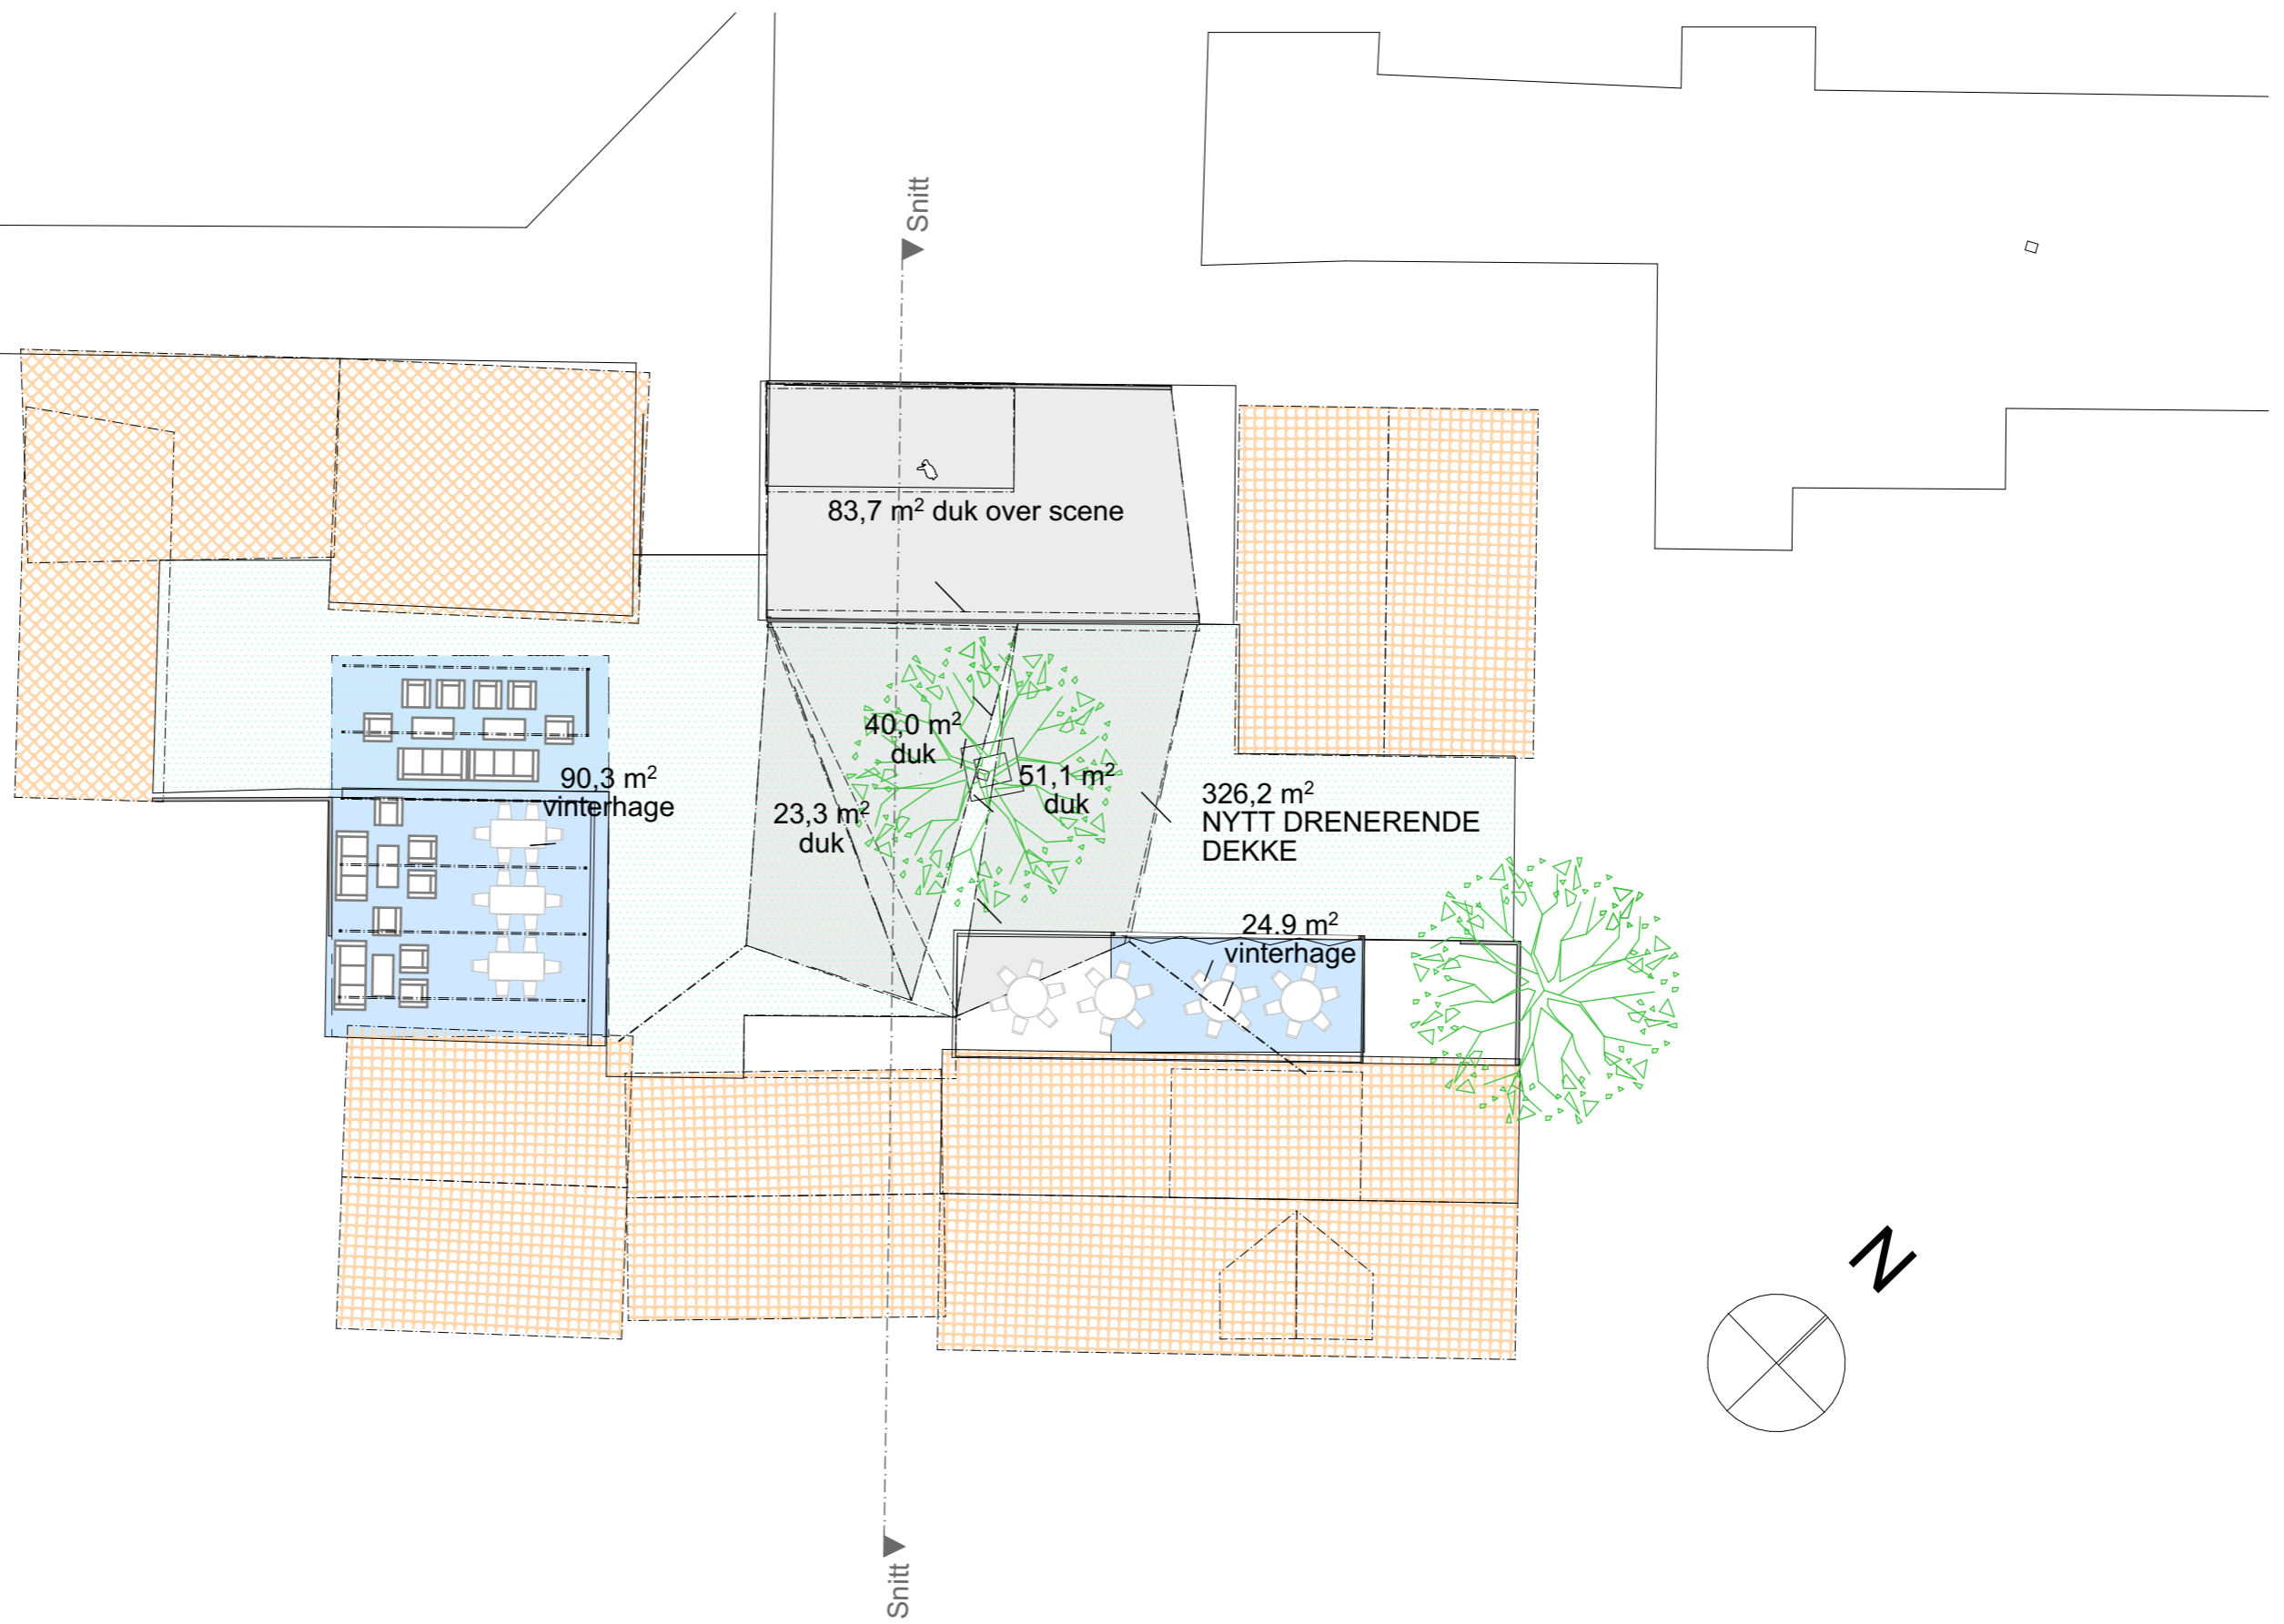 Snitt
83,7 m² duk over scene
40,0 m²
duk
90,3 m²
vinterhage
51,1 m²
duk
23,3 m²
duk
326,2 m²
NYTT DRENERENDE
DEKKE
24.9 m²
vinterhage
N
Snitt